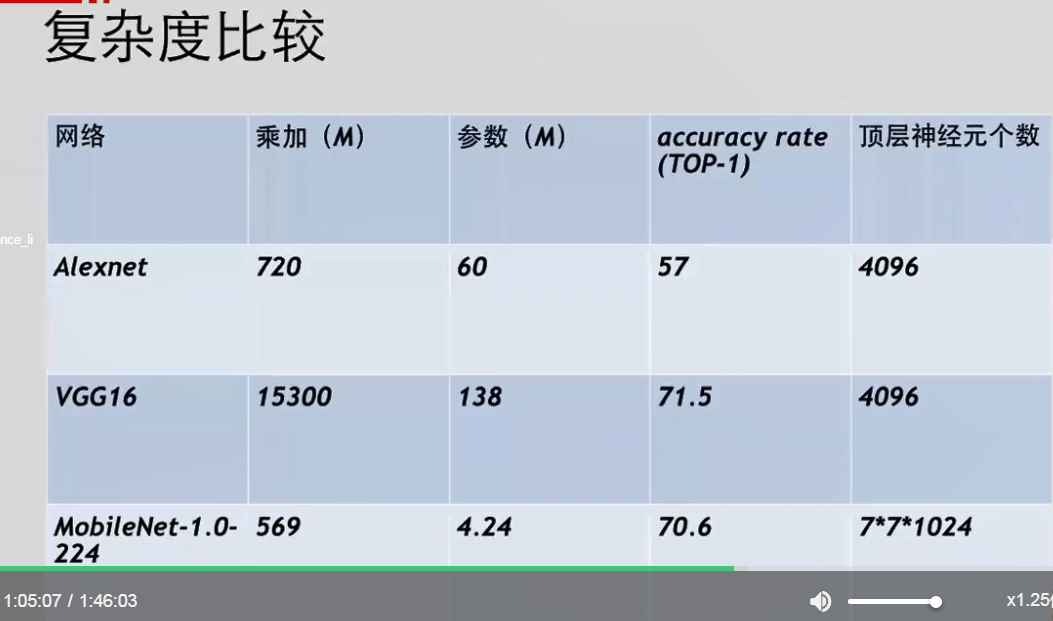 复杂度比较
网络 乘加（M） 参数（M） accuracy rate 顶层神经元个数
(TOP-1)
nce_li
Alexnet 720 60 57 4096
VGG16 15300 138 71.5 4096
MobileNet-1.0- 569 4.24 70.6 7*7*1024
224
1:05:07 / 1:46:03 x1.25